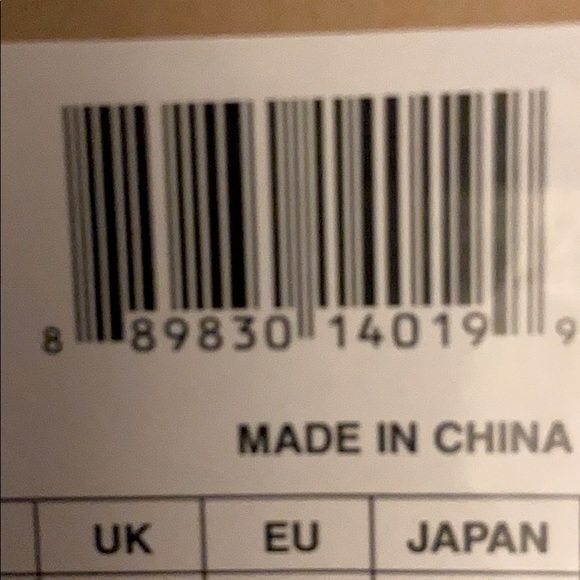 8 89830 14019 9
MADE IN CHINA
UK EU JAPAN